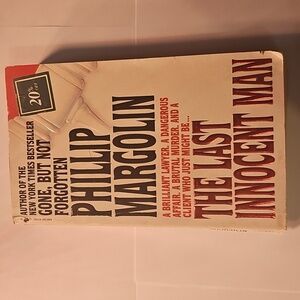 20%
AUTHOR OF THE
NEW YORK TIMES BESTSELLER
GONE, BUT NOT
FORGOTTEN
PHILLIP
MARGOLIN
A BRILLIANT LAWYER, A DANGEROUS
AFFAIR, A BRUTAL MURDER, AND A
CLIENT WHO JUST MIGHT BE...
THE LAST
INNOCENT MAN